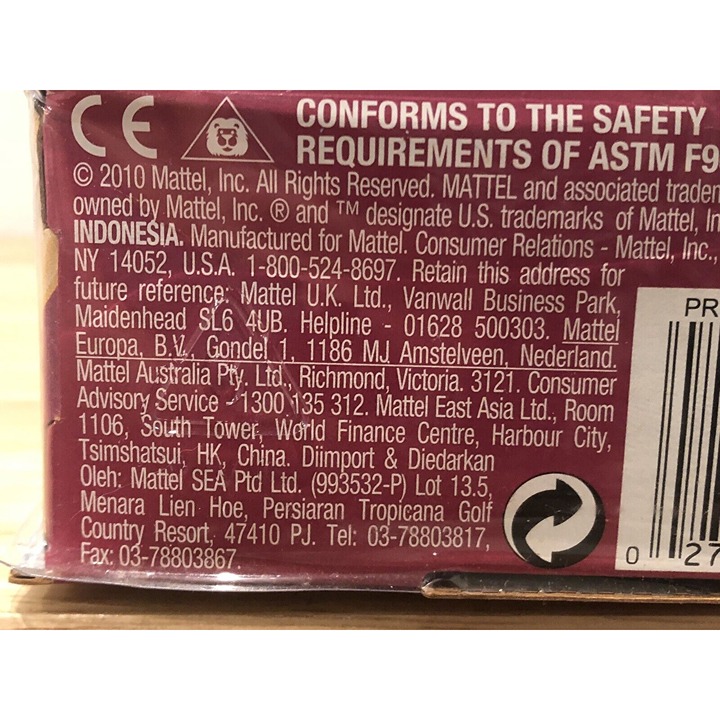 CE
CONFORMS TO THE SAFETY
REQUIREMENTS OF ASTM F9
© 2010 Mattel, Inc. All Rights Reserved. MATTEL and associated tradem
owned by Mattel, Inc. ® and ™ designate U.S. trademarks of Mattel, In
INDONESIA. Manufactured for Mattel. Consumer Relations - Mattel, Inc.,
NY 14052, U.S.A. 1-800-524-8697. Retain this address for
future reference: Mattel U.K. Ltd., Vanwall Business Park,
Maidenhead SL6 4UB. Helpline - 01628 500303. Mattel
Europa, B.V., Gondel 1, 1186 MJ Amstelveen, Nederland.
Mattel Australia Pty. Ltd., Richmond, Victoria. 3121. Consumer
Advisory Service - 1300 135 312. Mattel East Asia Ltd., Room
1106, South Tower, World Finance Centre, Harbour City,
Tsimshatsui, HK, China. Diimport & Diedarkan
Oleh: Mattel SEA Ptd Ltd. (993532-P) Lot 13.5,
Menara Lien Hoe, Persiaran Tropicana Golf
Country Resort, 47410 PJ. Tel: 03-78803817,
Fax: 03-78803867.
PR
0 27